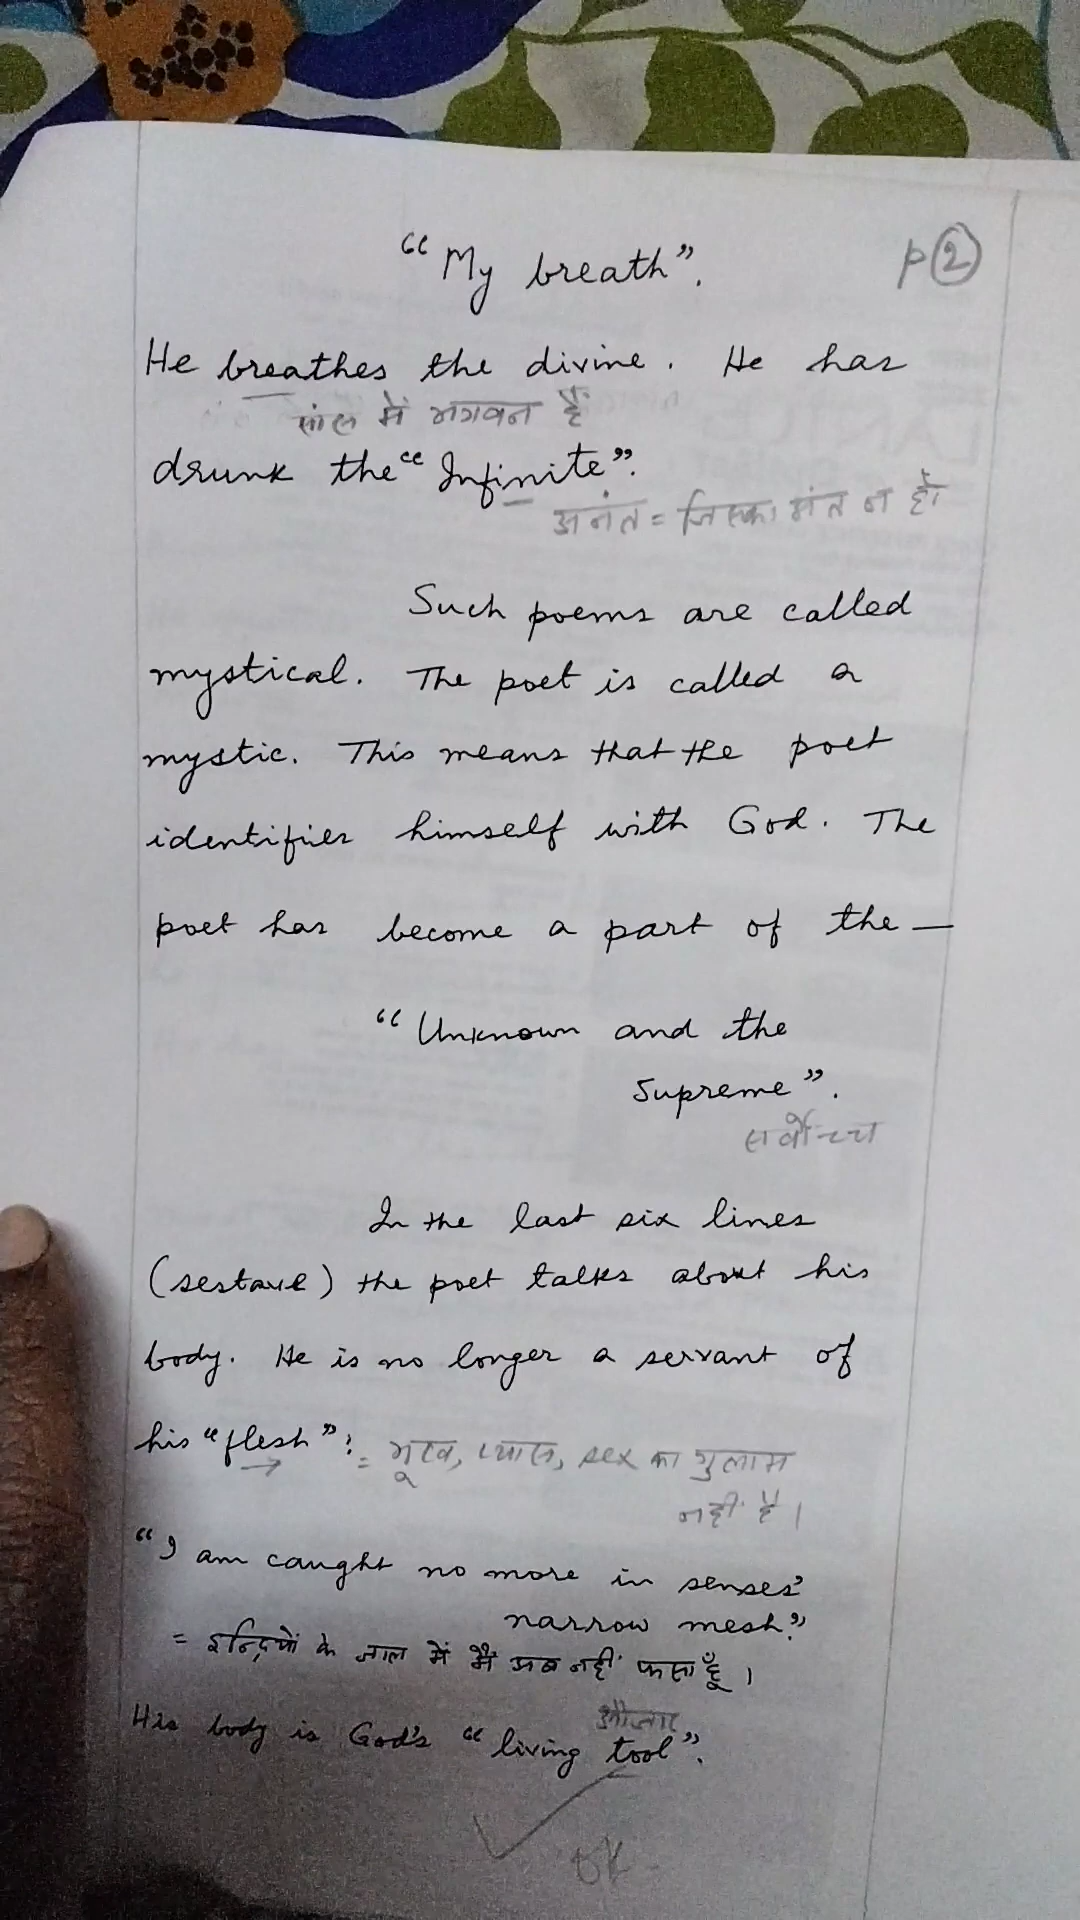 "My breath".
p 2
He breathes the divine. He has
सांस में भगवन हैं
drunk the "Infinite".
अनंत = जिसका अंत न हो
Such poems are called
mystical. The poet is called a
mystic. This means that the poet
identifies himself with God. The
poet has become a part of the —
"Unknown and the
Supreme".
सर्वोच्च
In the last six lines
(sestave) the poet talks about his
body. He is no longer a servant of
his "flesh":
→ = भूख, प्यास, sex का गुलाम
नहीं है।
"I am caught no more in senses'
narrow mesh"
= इन्द्रियों के जाल में मैं अब नहीं फसा हूँ।
औजार
His body is God's "living tool".
ok